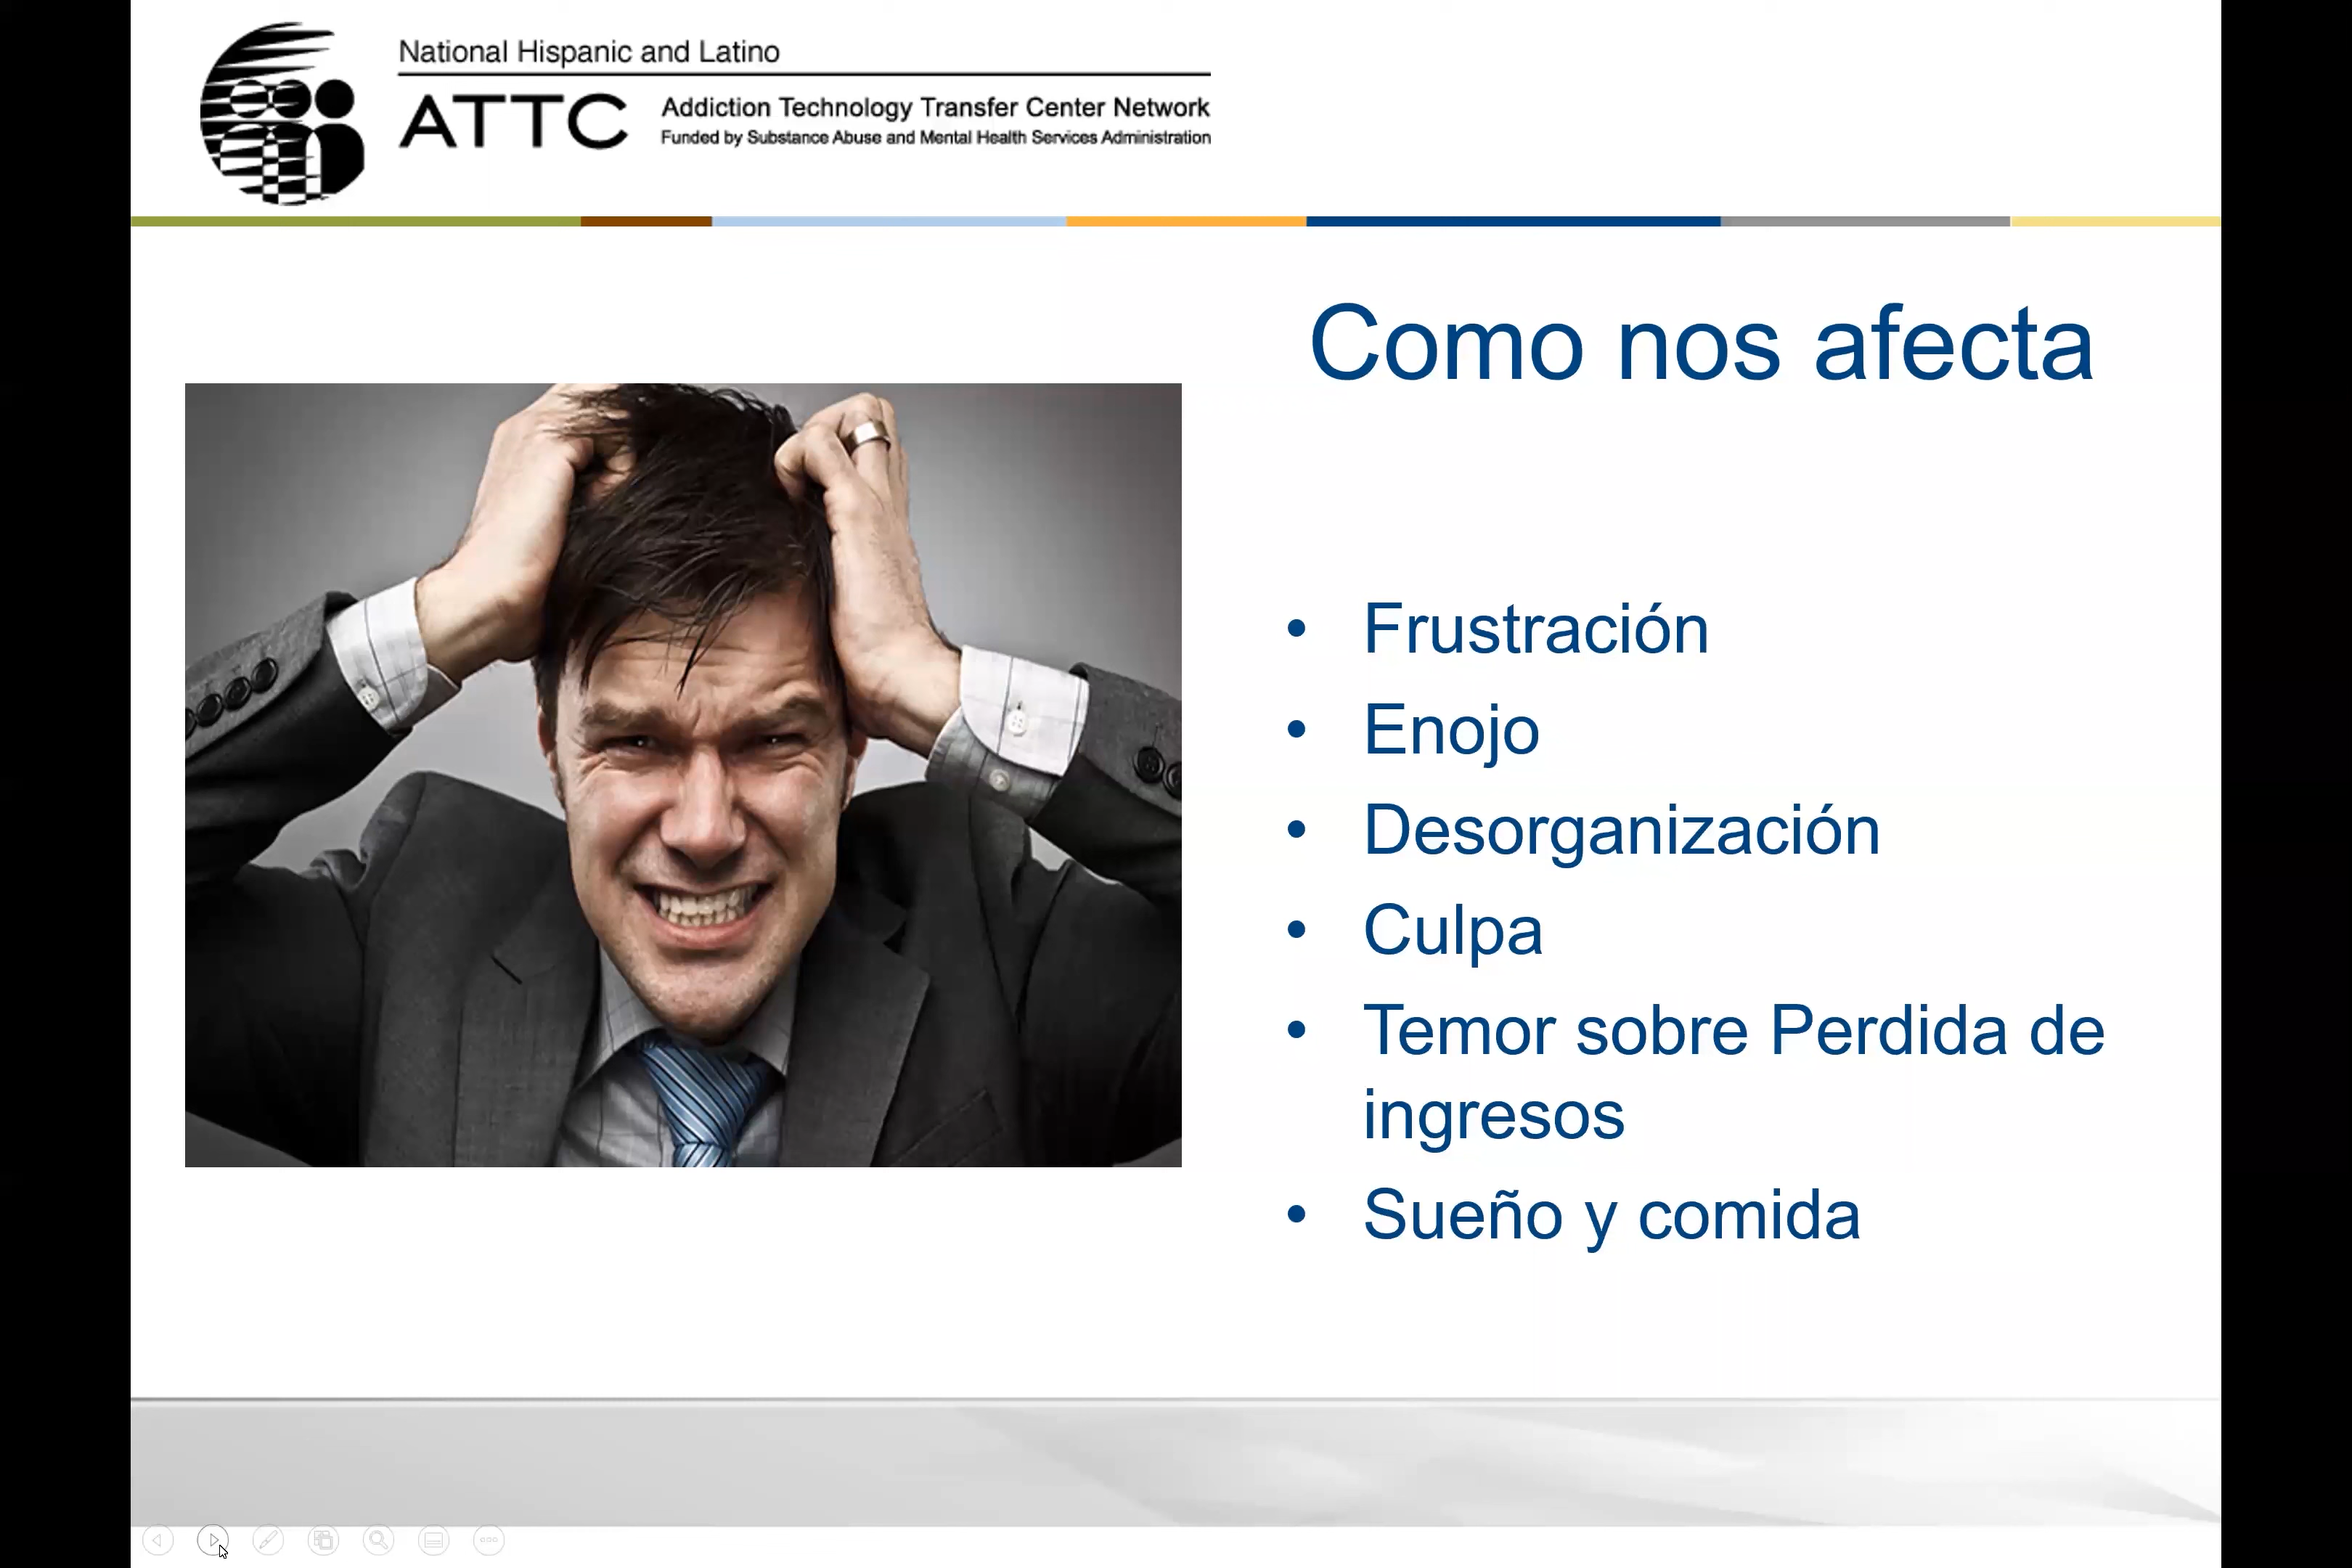 National Hispanic and Latino
ATTC
Addiction Technology Transfer Center Network
Funded by Substance Abuse and Mental Health Services Administration
Como nos afecta
• Frustración
• Enojo
• Desorganización
• Culpa
• Temor sobre Perdida de
ingresos
• Sueño y comida